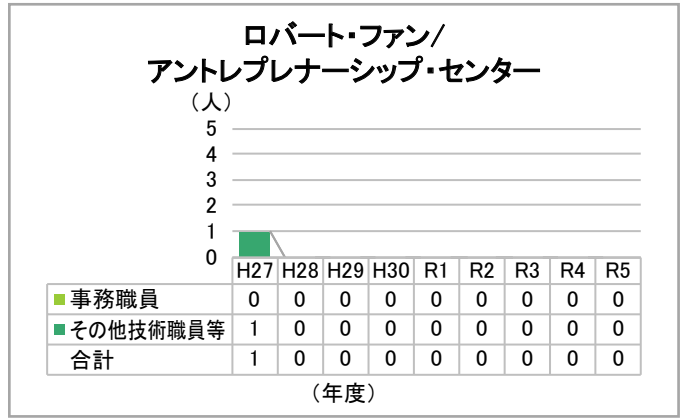 ロバート・ファン/
アントレプレナーシップ・センター
（人）
5
4
3
2
1
0
H27 H28 H29 H30 R1 R2 R3 R4 R5
事務職員 0 0 0 0 0 0 0 0 0
その他技術職員等 1 0 0 0 0 0 0 0 0
合計 1 0 0 0 0 0 0 0 0
（年度）